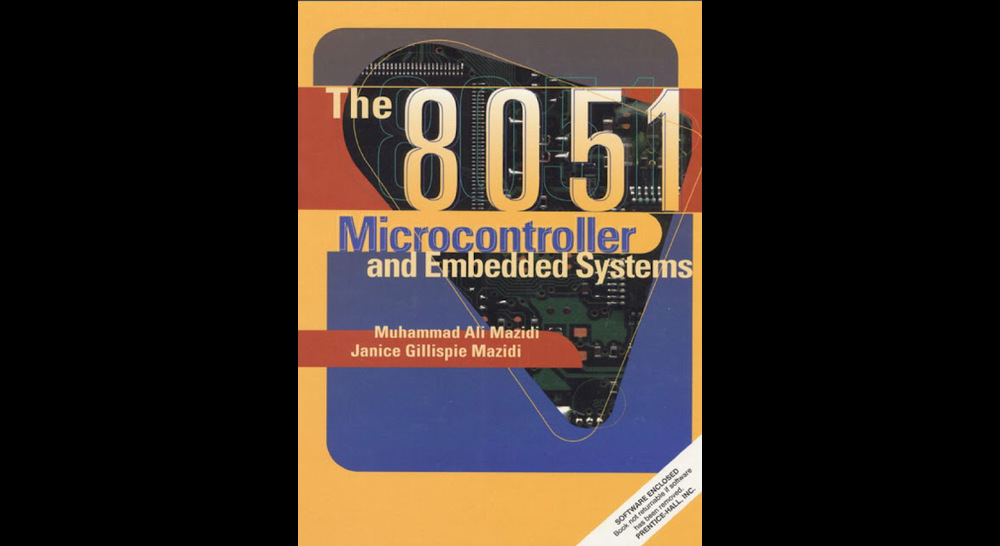 The 8051
Microcontroller
and Embedded Systems
Muhammad Ali Mazidi
Janice Gillispie Mazidi
SOFTWARE ENCLOSED
Book not returnable if software
has been removed.
PRENTICE-HALL, INC.